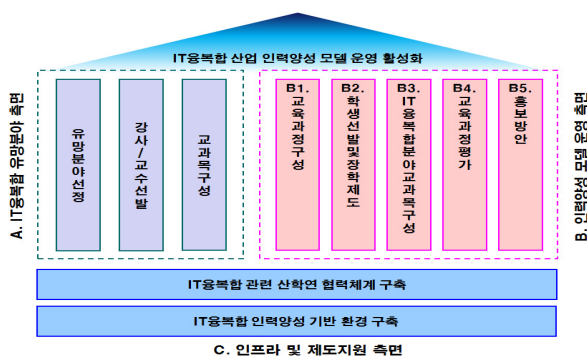 IT융복합 산업 인력양성 모델 운영 활성화
A. IT융복합 유망분야 측면
유망분야선정
강사/교수선발
교과목구성
B1. 교육과정구성
B2. 학생선발및장학제도
B3. IT융복합분야교과목구성
B4. 교육과정평가
B5. 홍보방안
B. 인력양성 모델 운영 측면
IT융복합 관련 산학연 협력체계 구축
IT융복합 인력양성 기반 환경 구축
C. 인프라 및 제도지원 측면